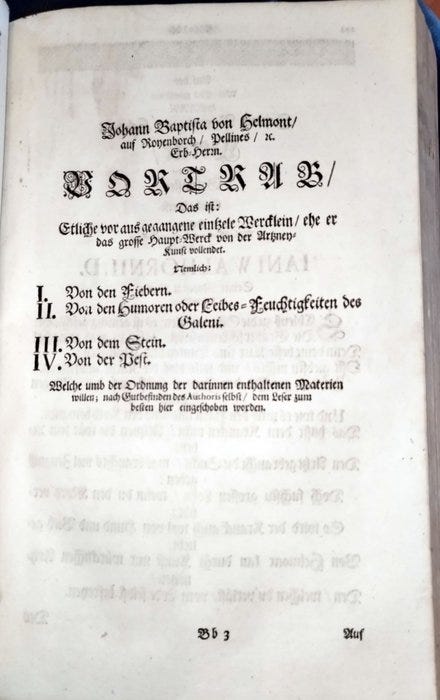 Johann Baptista von Helmont/
auf Royenborch/ Pellines/ ꝛc.
Erb-Herrn.
VORTRAB/
Das ist:
Etliche voraus gegangene eintzele Wercklein/ ehe er
das grosse Haupt-Werck von der Artzney-
Kunst vollendet.
Nemlich:
I. Von den Fiebern.
II. Von den Humoren oder Leibes-Feuchtigkeiten des
Galeni.
III. Von dem Stein.
IV. Von der Pest.
Welche umb der Ordnung der darinnen enthaltenen Materien
willen; nach Gutbefinden des Authoris selbst/ dem Leser zum
besten hier eingeschoben worden.
Bb 3 Auf